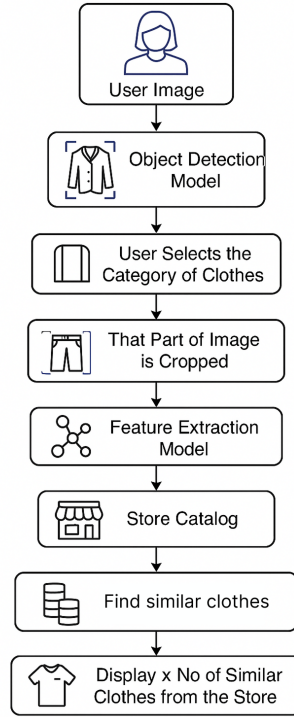 User Image
Object Detection
Model
User Selects the
Category of Clothes
That Part of Image
is Cropped
Feature Extraction
Model
Store Catalog
Find similar clothes
Display x No of Similar
Clothes from the Store